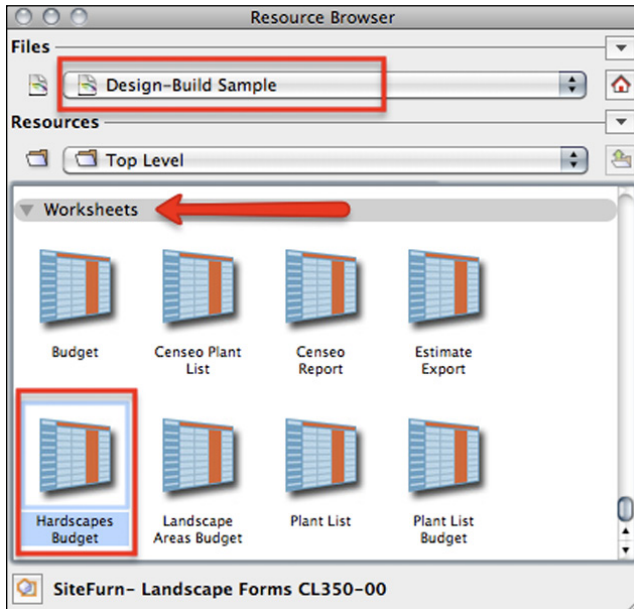 Resource Browser
Files
Design-Build Sample
Resources
Top Level
Worksheets
Budget
Censeo Plant
List
Censeo
Report
Estimate
Export
Hardscapes
Budget
Landscape
Areas Budget
Plant List
Plant List
Budget
SiteFurn- Landscape Forms CL350-00